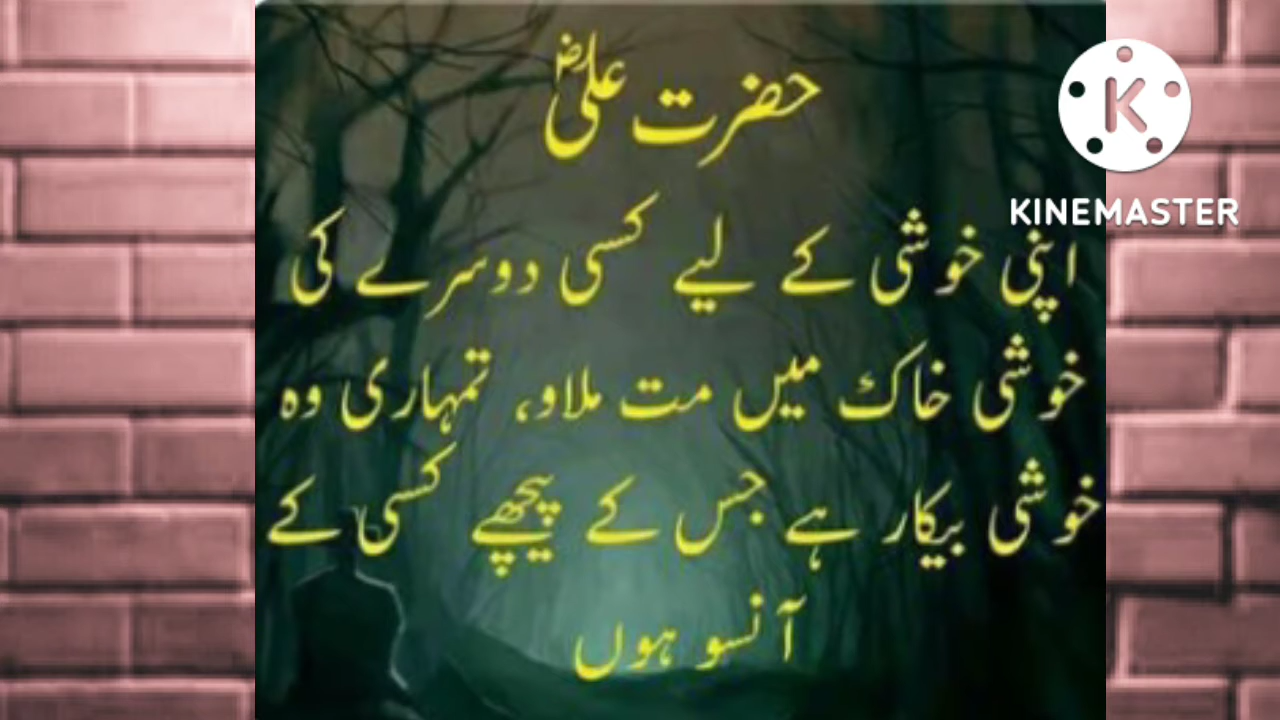 حضرت علیؓ
اپنی خوشی کے لیے کسی دوسرے کی
خوشی خاک میں مت ملاو، تمہاری وہ
خوشی بیکار ہے جس کے پیچھے کسی کے
آنسو ہوں
K
KINEMASTER